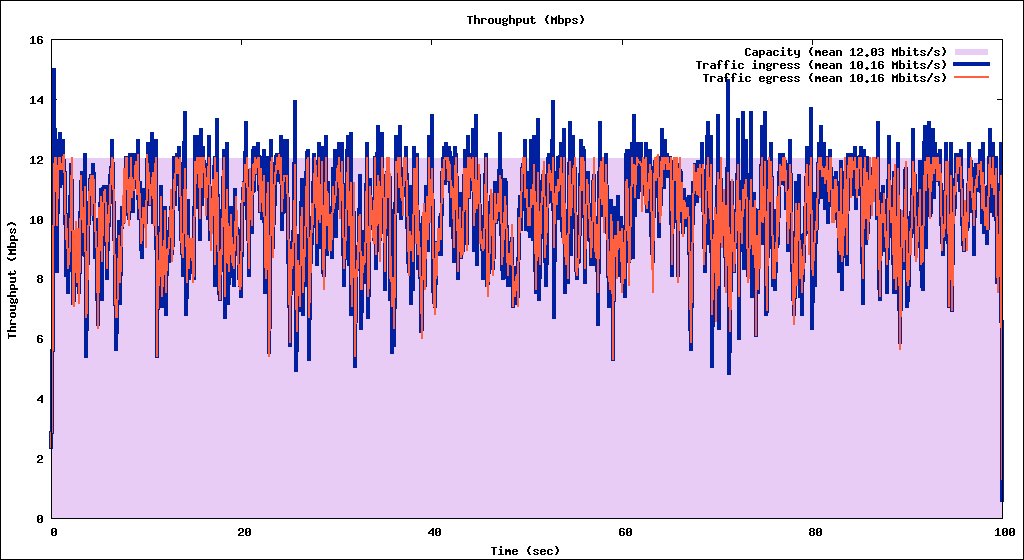 Throughput (Mbps)
Capacity (mean 12.03 Mbits/s)
Traffic ingress (mean 10.16 Mbits/s)
Traffic egress (mean 10.16 Mbits/s)
16
14
12
10
8
6
4
2
0
Throughput (Mbps)
0 20 40 60 80 100
Time (sec)